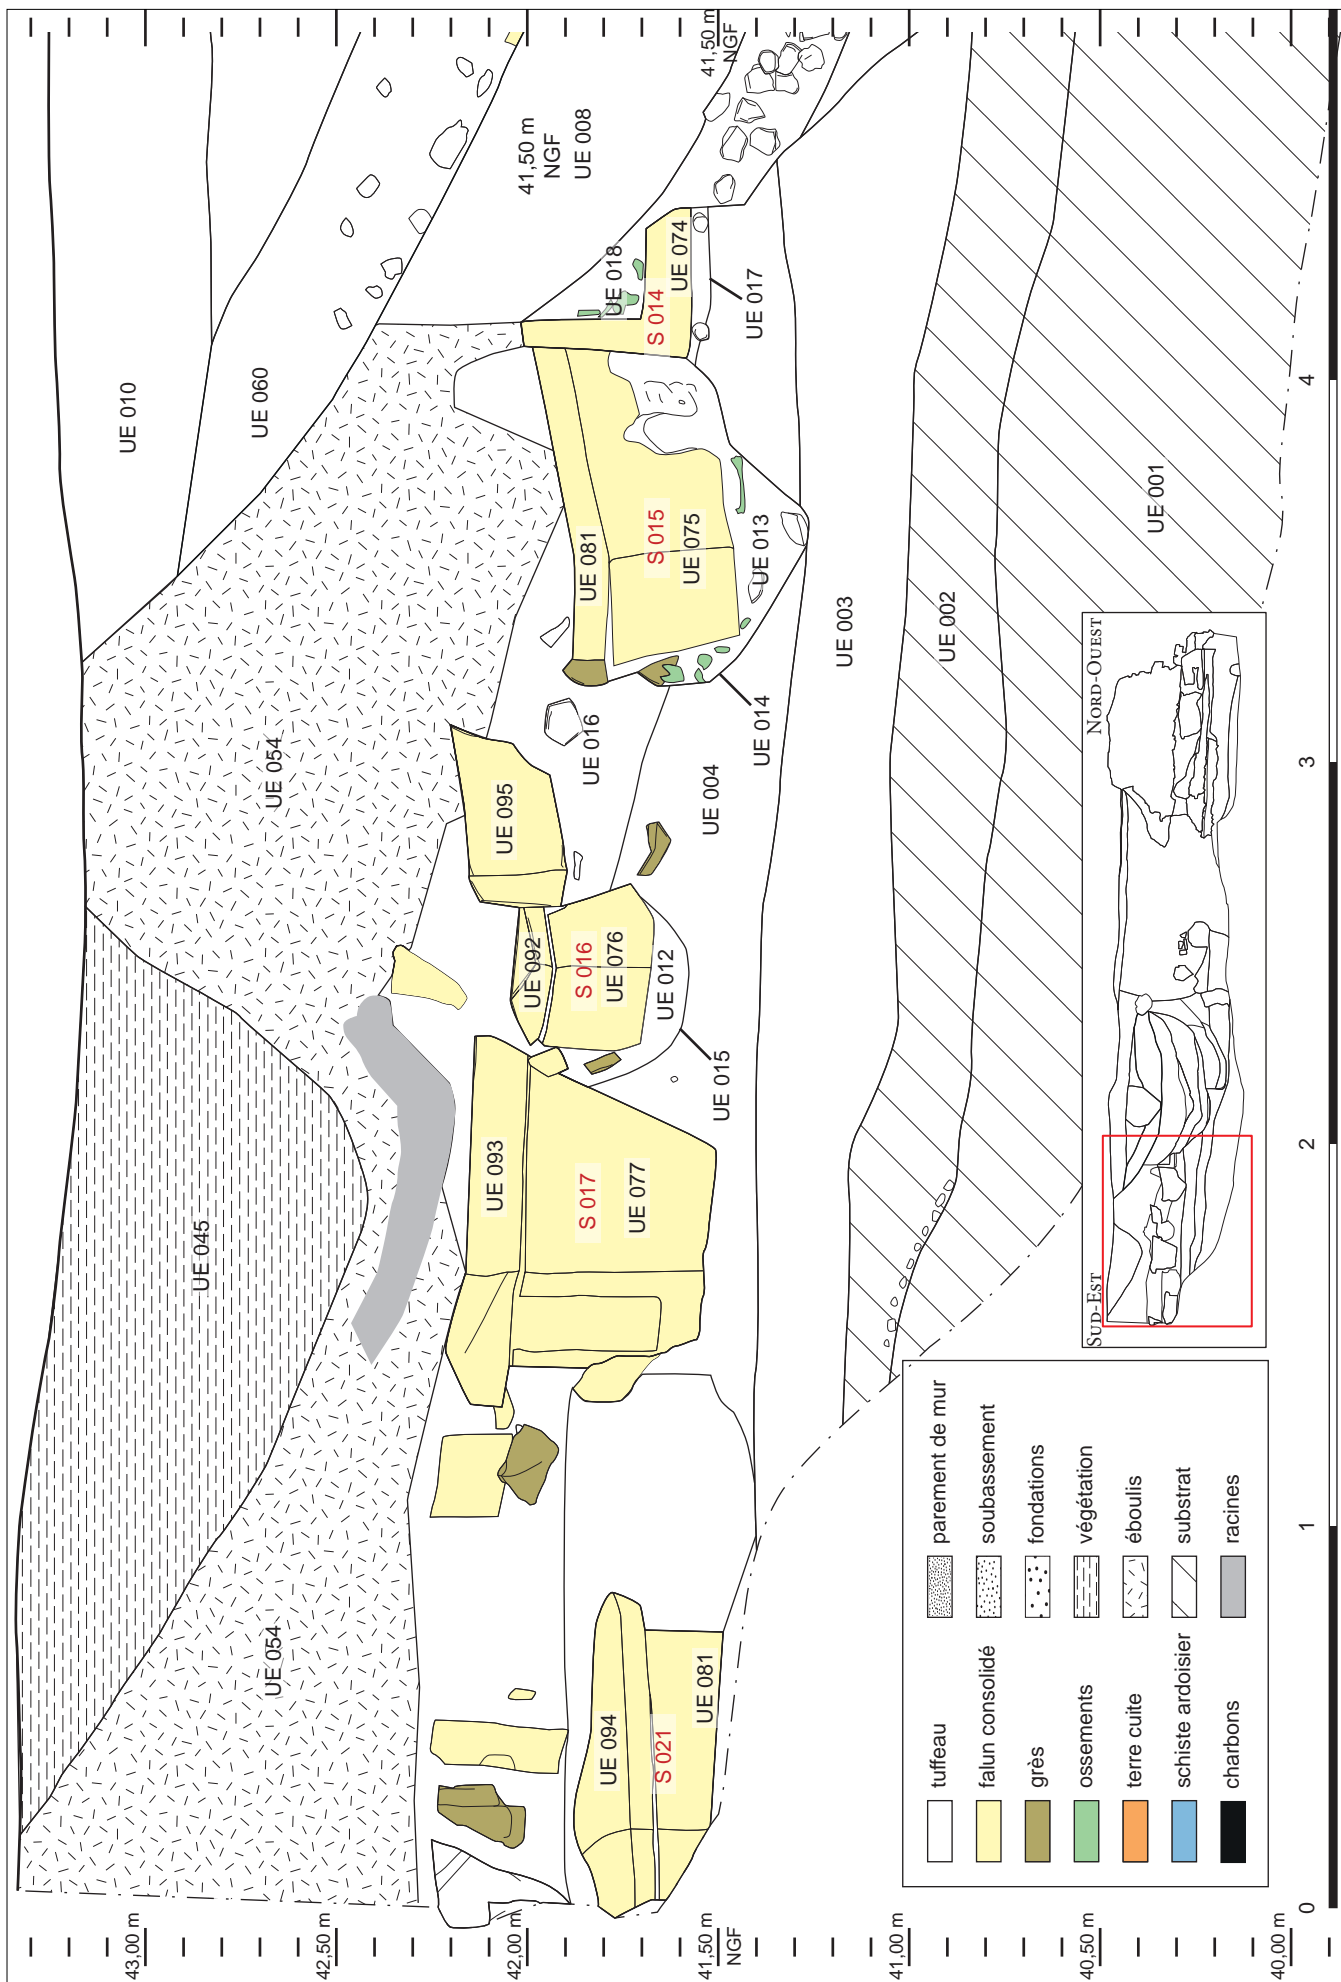 43,00 m
42,50 m
42,00 m
41,50 m
NGF
41,00 m
40,50 m
40,00 m
UE 010
UE 060
41,50 m
NGF
UE 008
41,50 m
NGF
UE 054
UE 045
UE 054
UE 018
S 014
UE 074
UE 017
UE 081
S 015
UE 075
UE 013
UE 014
UE 016
UE 095
UE 004
UE 003
UE 002
UE 001
UE 092
S 016
UE 076
UE 012
UE 015
UE 093
S 017
UE 077
UE 094
S 021
UE 081
SUD-EST
NORD-OUEST
tuffeau
falun consolidé
grès
ossements
terre cuite
schiste ardoisier
charbons
parement de mur
soubassement
fondations
végétation
éboulis
substrat
racines
0
1
2
3
4